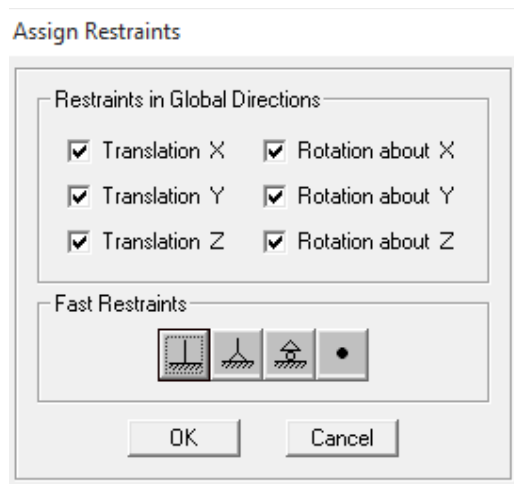 Assign Restraints
Restraints in Global Directions
Translation X Rotation about X
Translation Y Rotation about Y
Translation Z Rotation about Z
Fast Restraints
OK Cancel